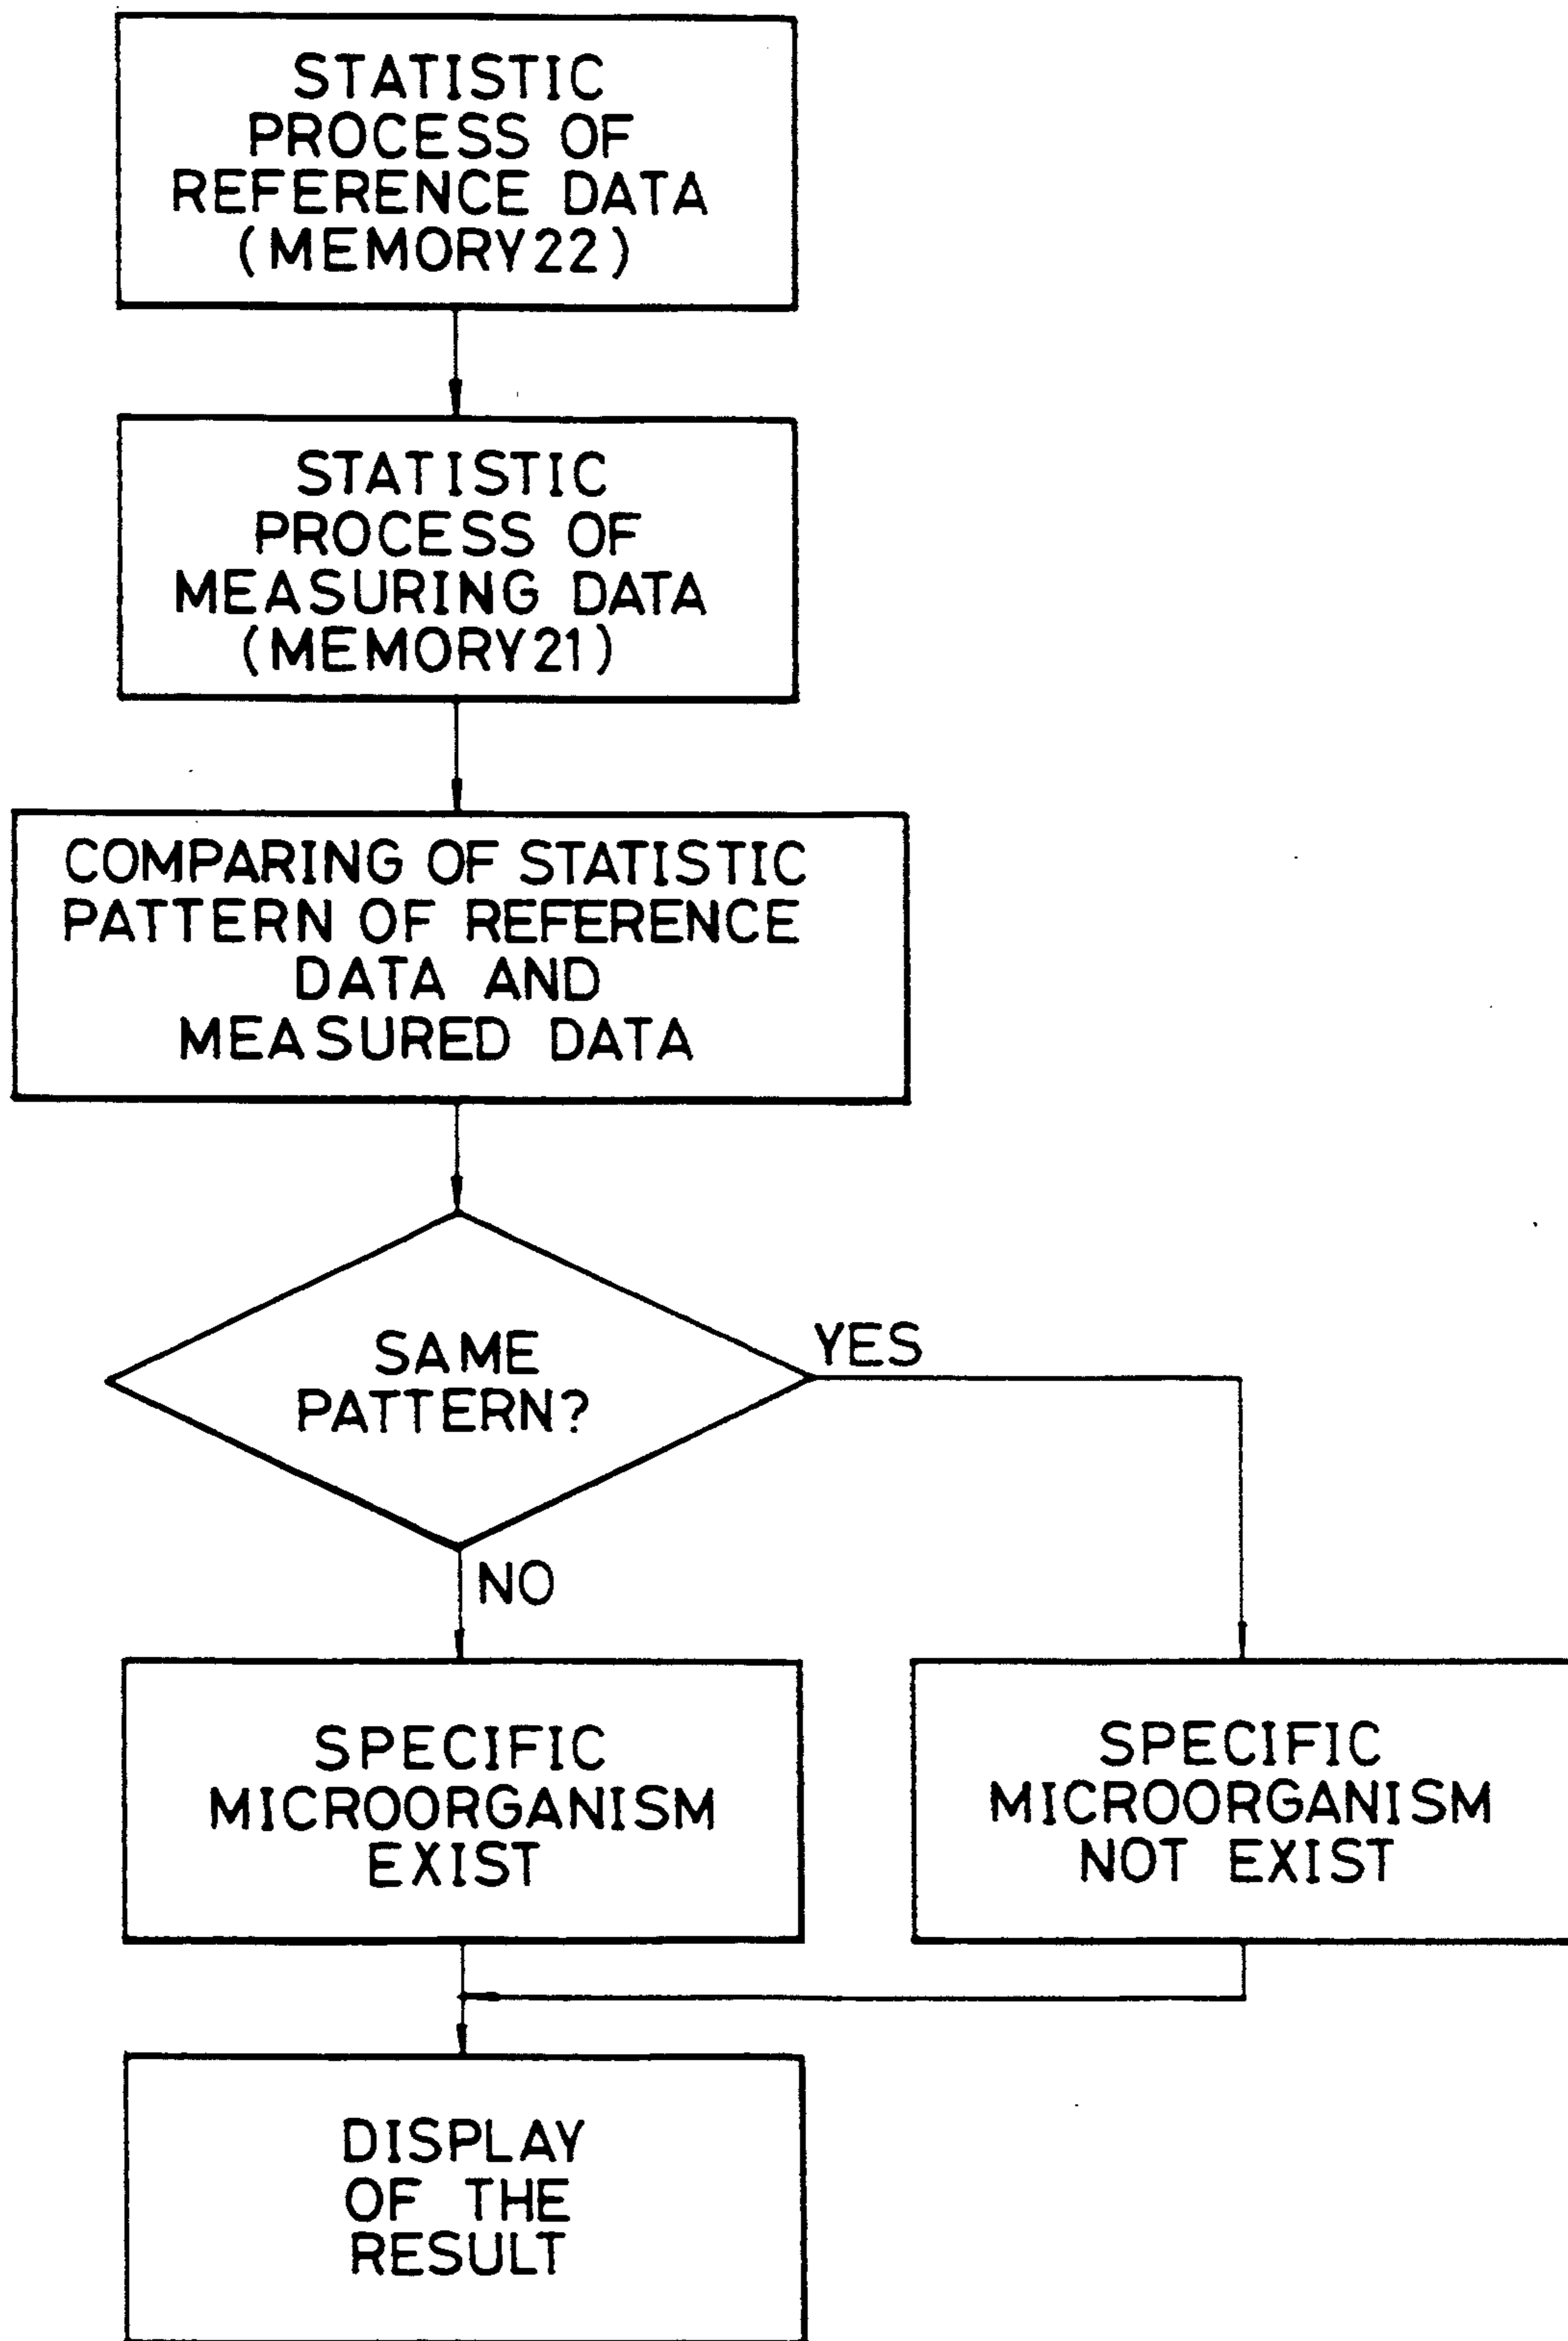 STATISTIC
PROCESS OF
REFERENCE DATA
(MEMORY22)
STATISTIC
PROCESS OF
MEASURING DATA
(MEMORY21)
COMPARING OF STATISTIC
PATTERN OF REFERENCE
DATA AND
MEASURED DATA
SAME
PATTERN?
YES
NO
SPECIFIC
MICROORGANISM
EXIST
SPECIFIC
MICROORGANISM
NOT EXIST
DISPLAY
OF THE
RESULT